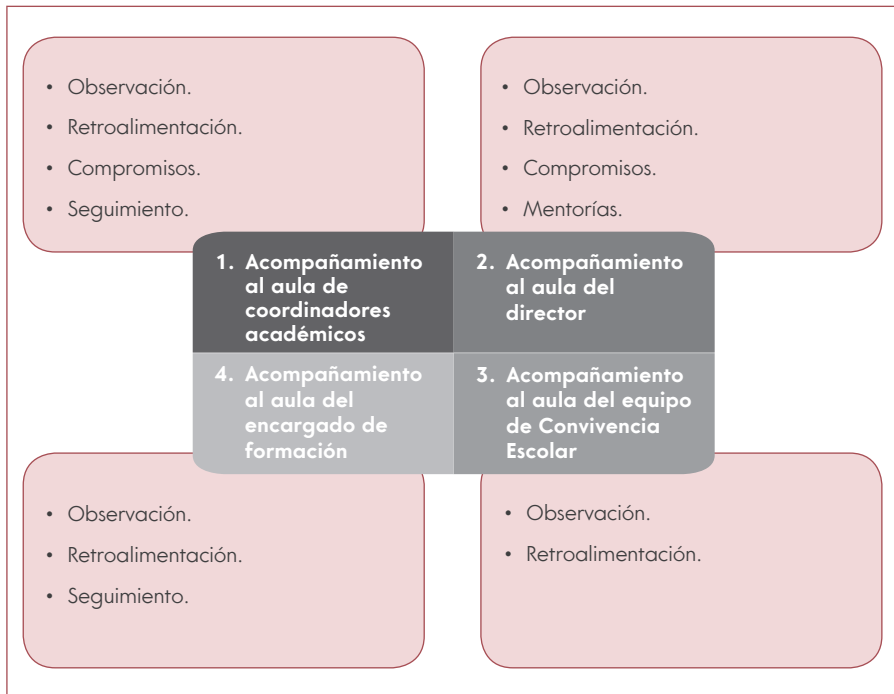 • Observación.
• Retroalimentación.
• Compromisos.
• Seguimiento.
• Observación.
• Retroalimentación.
• Compromisos.
• Mentorías.
1. Acompañamiento
al aula de
coordinadores
académicos
2. Acompañamiento
al aula del
director
4. Acompañamiento
al aula del
encargado de
formación
3. Acompañamiento
al aula del equipo
de Convivencia
Escolar
• Observación.
• Retroalimentación.
• Seguimiento.
• Observación.
• Retroalimentación.